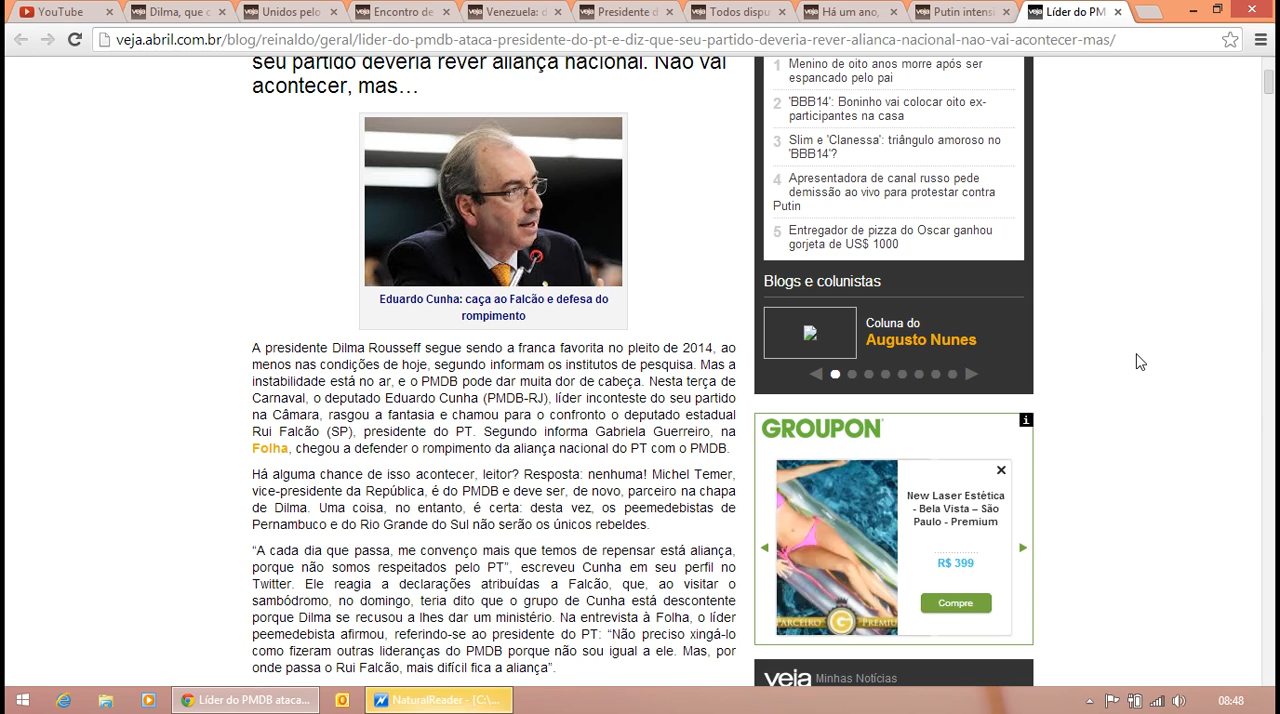 YouTube
Dilma, que c
Unidos pelo
Encontro de
Venezuela: d
Presidente d
Todos dispu
Há um ano,
Putin intensi
Líder do PM
veja.abril.com.br/blog/reinaldo/geral/lider-do-pmdb-ataca-presidente-do-pt-e-diz-que-seu-partido-deveria-rever-alianca-nacional-nao-vai-acontecer-mas/
seu partido deveria rever aliança nacional. Não vai
acontecer, mas…
Eduardo Cunha: caça ao Falcão e defesa do
rompimento
A presidente Dilma Rousseff segue sendo a franca favorita no pleito de 2014, ao
menos nas condições de hoje, segundo informam os institutos de pesquisa. Mas a
instabilidade está no ar, e o PMDB pode dar muita dor de cabeça. Nesta terça de
Carnaval, o deputado Eduardo Cunha (PMDB-RJ), líder inconteste do seu partido
na Câmara, rasgou a fantasia e chamou para o confronto o deputado estadual
Rui Falcão (SP), presidente do PT. Segundo informa Gabriela Guerreiro, na
Folha, chegou a defender o rompimento da aliança nacional do PT com o PMDB.
Há alguma chance de isso acontecer, leitor? Resposta: nenhuma! Michel Temer,
vice-presidente da República, é do PMDB e deve ser, de novo, parceiro na chapa
de Dilma. Uma coisa, no entanto, é certa: desta vez, os peemedebistas de
Pernambuco e do Rio Grande do Sul não serão os únicos rebeldes.
“A cada dia que passa, me convenço mais que temos de repensar está aliança,
porque não somos respeitados pelo PT”, escreveu Cunha em seu perfil no
Twitter. Ele reagia a declarações atribuídas a Falcão, que, ao visitar o
sambódromo, no domingo, teria dito que o grupo de Cunha está descontente
porque Dilma se recusou a lhes dar um ministério. Na entrevista à Folha, o líder
peemedebista afirmou, referindo-se ao presidente do PT: “Não preciso xingá-lo
como fizeram outras lideranças do PMDB porque não sou igual a ele. Mas, por
onde passa o Rui Falcão, mais difícil fica a aliança”.
1 Menino de oito anos morre após ser
espancado pelo pai
2 'BBB14': Boninho vai colocar oito ex-
participantes na casa
3 Slim e 'Clanessa': triângulo amoroso no
'BBB14'?
4 Apresentadora de canal russo pede
demissão ao vivo para protestar contra
Putin
5 Entregador de pizza do Oscar ganhou
gorjeta de US$ 1000
Blogs e colunistas
Coluna do
Augusto Nunes
GROUPON
New Laser Estética
- Bela Vista – São
Paulo - Premium
R$ 399
Compre
PARCEIRO G PREMIUM
veja Minhas Notícias
Líder do PMDB ataca...
NaturalReader - [C:\...
08:48